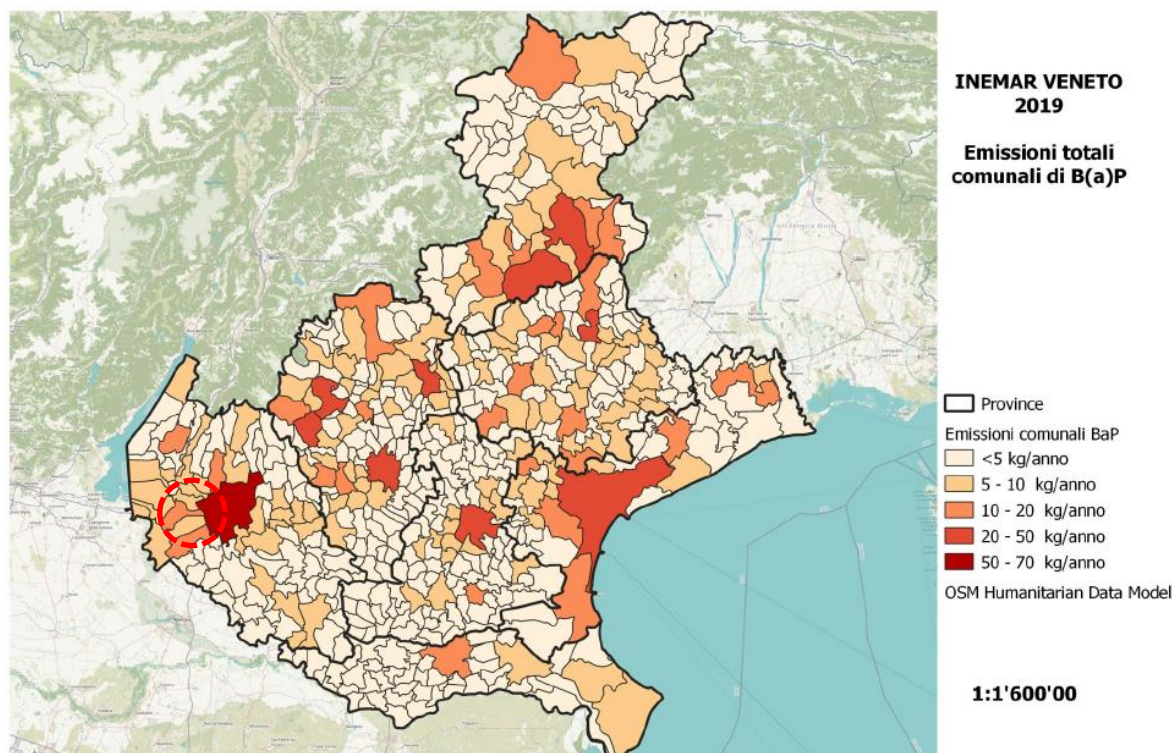 INEMAR VENETO
2019
Emissioni totali
comunali di B(a)P
Province
Emissioni comunali BaP
<5 kg/anno
5 - 10 kg/anno
10 - 20 kg/anno
20 - 50 kg/anno
50 - 70 kg/anno
OSM Humanitarian Data Model
1:1'600'00